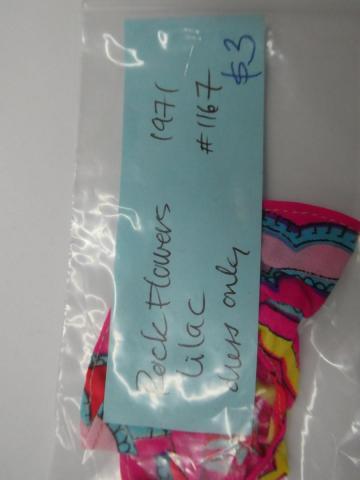 Rock Flowers 1971
Lilac #1167
dress only $3